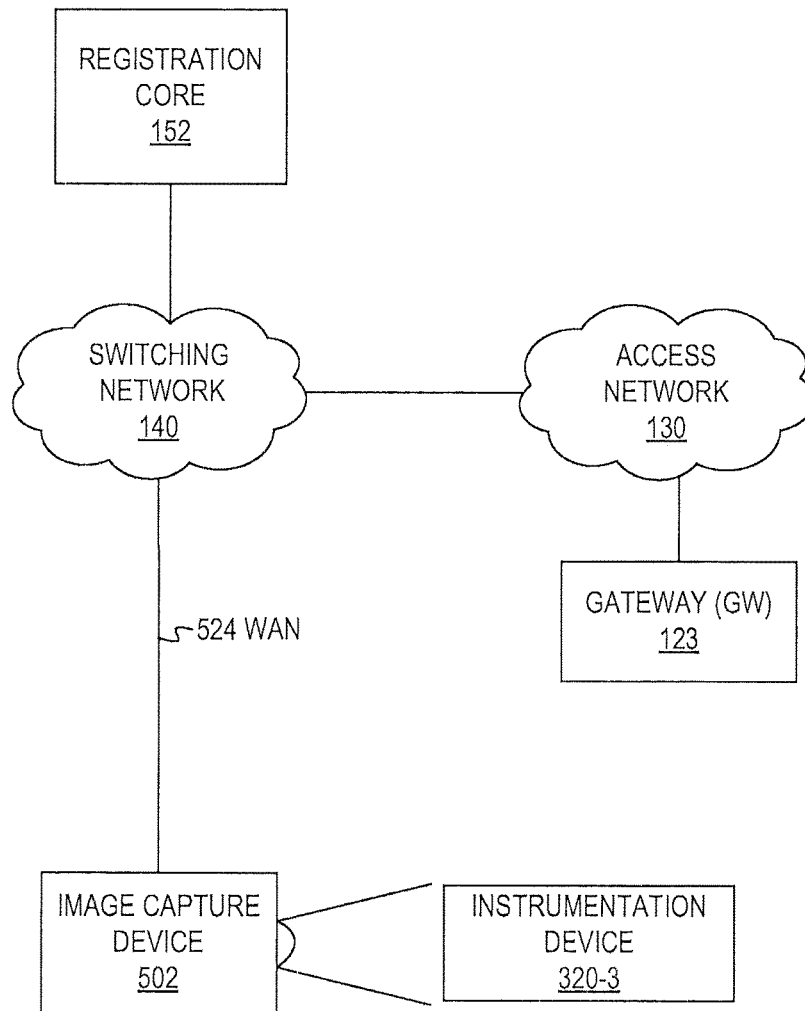 REGISTRATION
CORE
152
SWITCHING
NETWORK
140
ACCESS
NETWORK
130
GATEWAY (GW)
123
524 WAN
IMAGE CAPTURE
DEVICE
502
INSTRUMENTATION
DEVICE
320-3